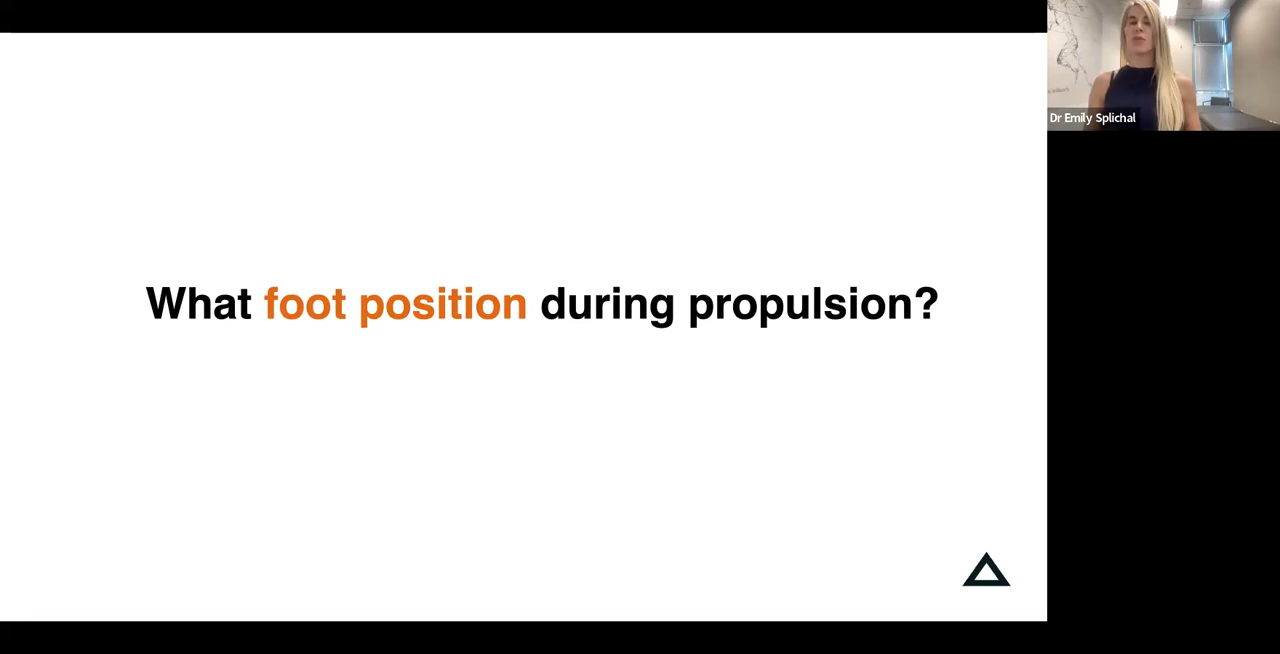 What foot position during propulsion?
Dr Emily Splichal